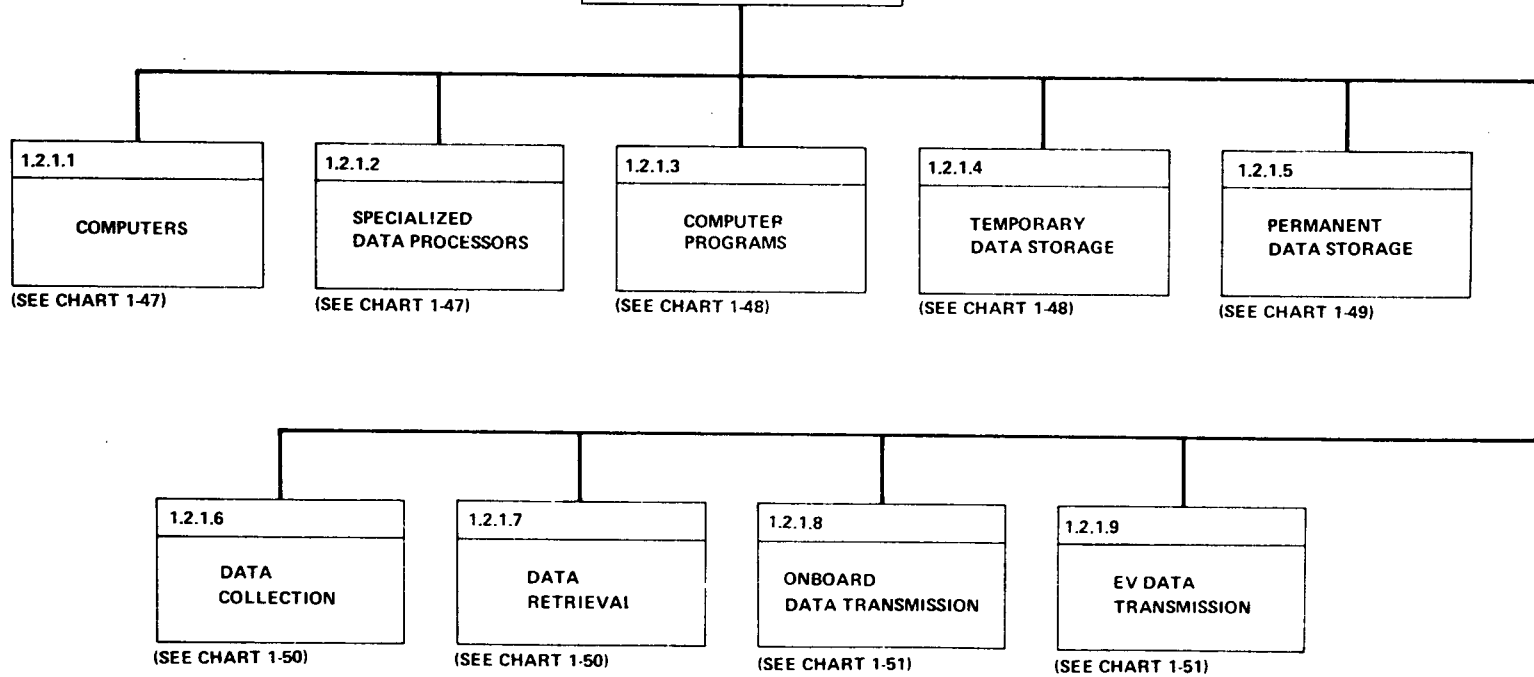 1.2.1.1
COMPUTERS
(SEE CHART 1-47)
1.2.1.2
SPECIALIZED
DATA PROCESSORS
(SEE CHART 1-47)
1.2.1.3
COMPUTER
PROGRAMS
(SEE CHART 1-48)
1.2.1.4
TEMPORARY
DATA STORAGE
(SEE CHART 1-48)
1.2.1.5
PERMANENT
DATA STORAGE
(SEE CHART 1-49)
1.2.1.6
DATA
COLLECTION
(SEE CHART 1-50)
1.2.1.7
DATA
RETRIEVAL
(SEE CHART 1-50)
1.2.1.8
ONBOARD
DATA TRANSMISSION
(SEE CHART 1-51)
1.2.1.9
EV DATA
TRANSMISSION
(SEE CHART 1-51)